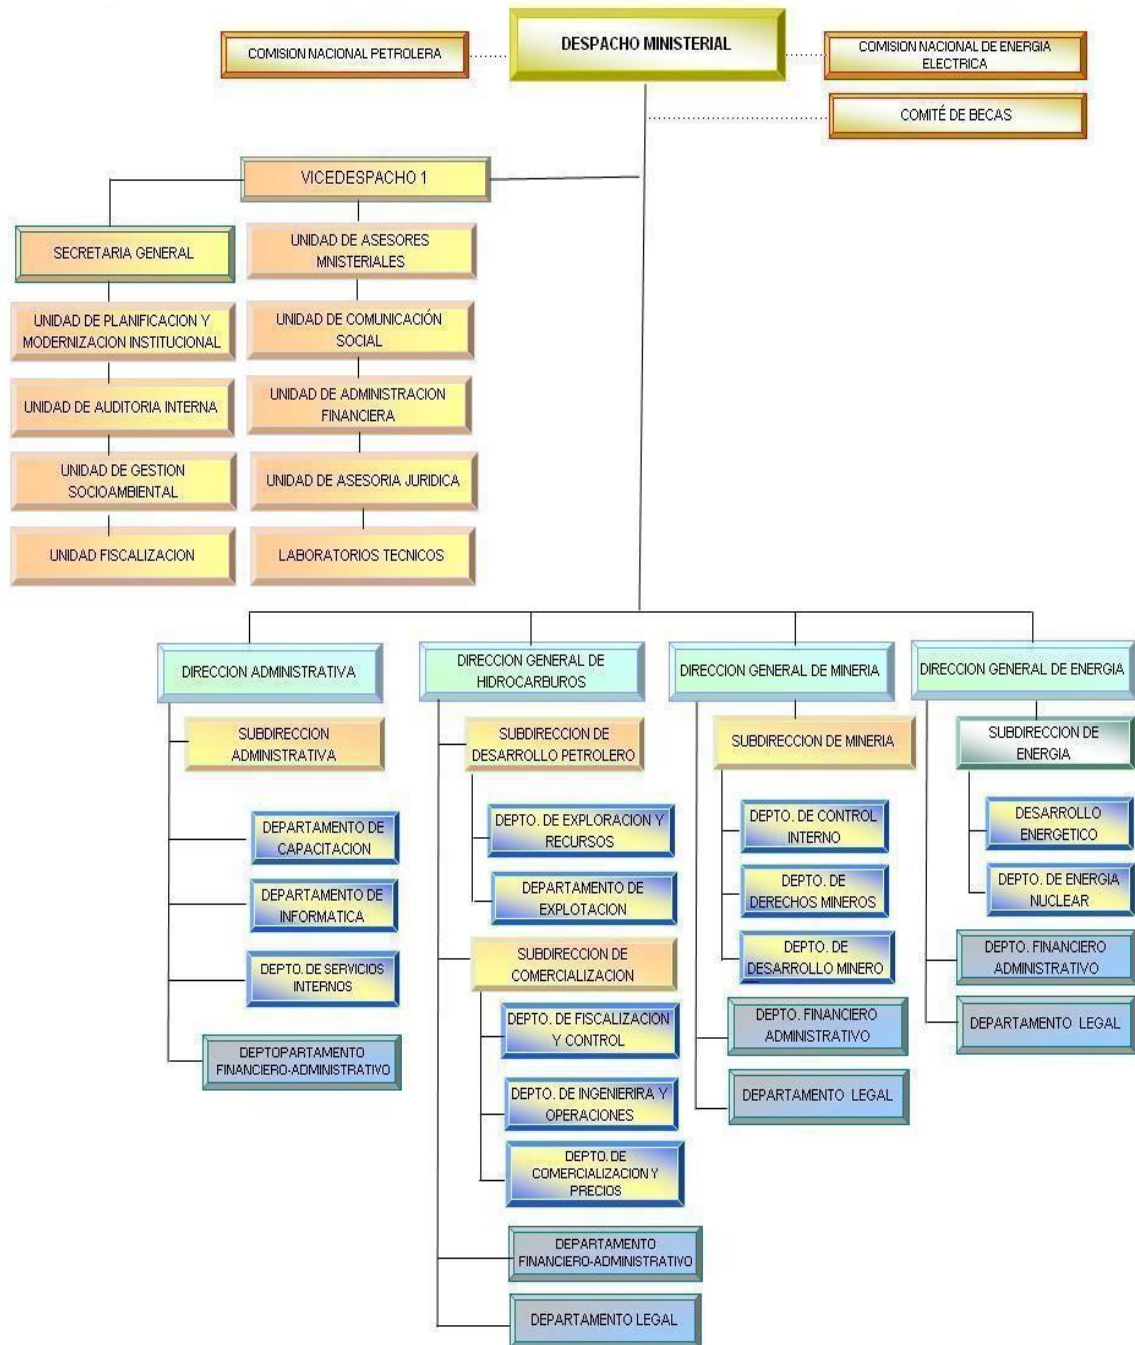 DESPACHO MINISTERIAL
COMISION NACIONAL PETROLERA
COMISION NACIONAL DE ENERGIA
ELECTRICA
COMITÉ DE BECAS
VICEDESPACHO 1
SECRETARIA GENERAL
UNIDAD DE PLANIFICACION Y
MODERNIZACION INSTITUCIONAL
UNIDAD DE AUDITORIA INTERNA
UNIDAD DE GESTION
SOCIOAMBIENTAL
UNIDAD FISCALIZACION
UNIDAD DE ASESORES
MNISTERIALES
UNIDAD DE COMUNICACIÓN
SOCIAL
UNIDAD DE ADMINISTRACION
FINANCIERA
UNIDAD DE ASESORIA JURIDICA
LABORATORIOS TECNICOS
DIRECCION ADMINISTRATIVA
SUBDIRECCION
ADMINISTRATIVA
DEPARTAMENTO DE
CAPACITACION
DEPARTAMENTO DE
INFORMATICA
DEPTO. DE SERVICIOS
INTERNOS
DEPTOPARTAMENTO
FINANCIERO-ADMINISTRATIVO
DIRECCION GENERAL DE
HIDROCARBUROS
SUBDIRECCION DE
DESARROLLO PETROLERO
DEPTO. DE EXPLORACION Y
RECURSOS
DEPARTAMENTO DE
EXPLOTACION
SUBDIRECCION DE
COMERCIALIZACION
DEPTO. DE FISCALIZACION
Y CONTROL
DEPTO. DE INGENIERIRA Y
OPERACIONES
DEPTO. DE
COMERCIALIZACION Y
PRECIOS
DEPARTAMENTO
FINANCIERO-ADMINISTRATIVO
DEPARTAMENTO LEGAL
DIRECCION GENERAL DE MINERIA
SUBDIRECCION DE MINERIA
DEPTO. DE CONTROL
INTERNO
DEPTO. DE
DERECHOS MINEROS
DEPTO. DE
DESARROLLO MINERO
DEPTO. FINANCIERO
ADMINISTRATIVO
DEPARTAMENTO LEGAL
DIRECCION GENERAL DE ENERGIA
SUBDIRECCION DE
ENERGIA
DESARROLLO
ENERGETICO
DEPTO. DE ENERGIA
NUCLEAR
DEPTO. FINANCIERO
ADMINISTRATIVO
DEPARTAMENTO LEGAL